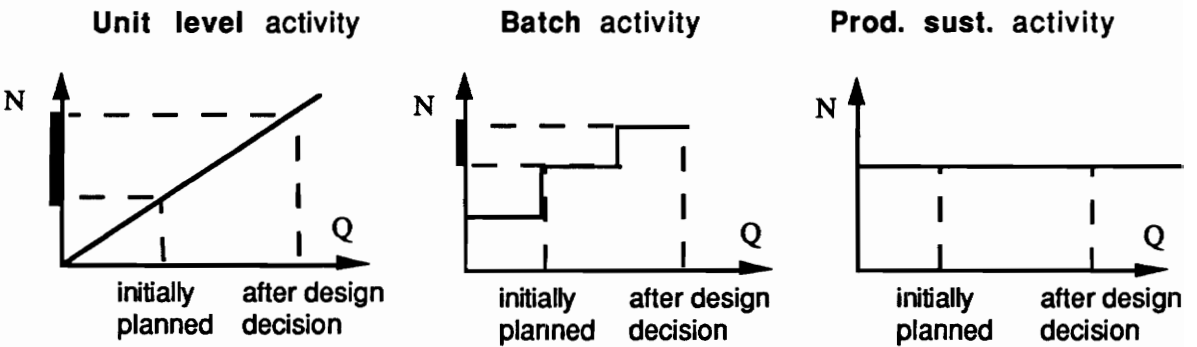 Unit level activity
N
Q
initially planned
after design decision
Batch activity
N
Q
initially planned
after design decision
Prod. sust. activity
N
Q
initially planned
after design decision